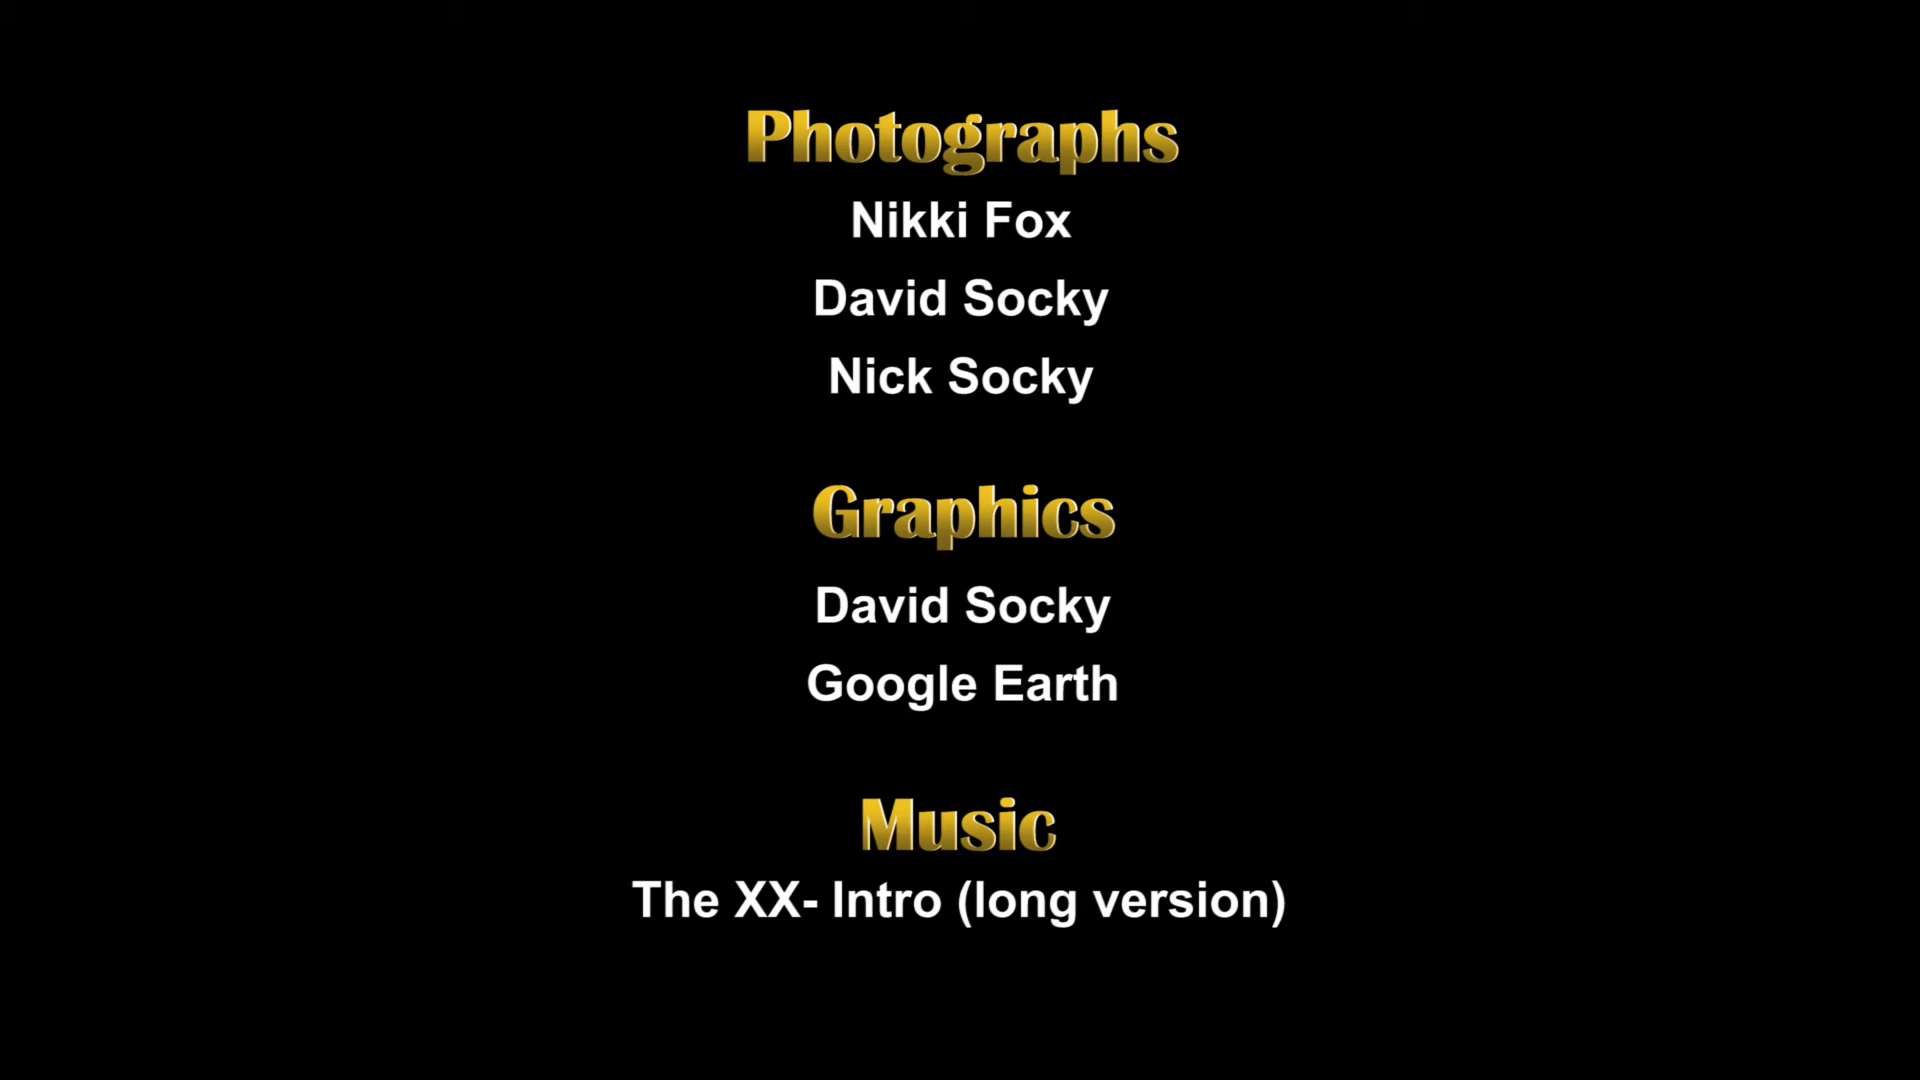 Photographs
Nikki Fox
David Socky
Nick Socky
Graphics
David Socky
Google Earth
Music
The XX- Intro (long version)